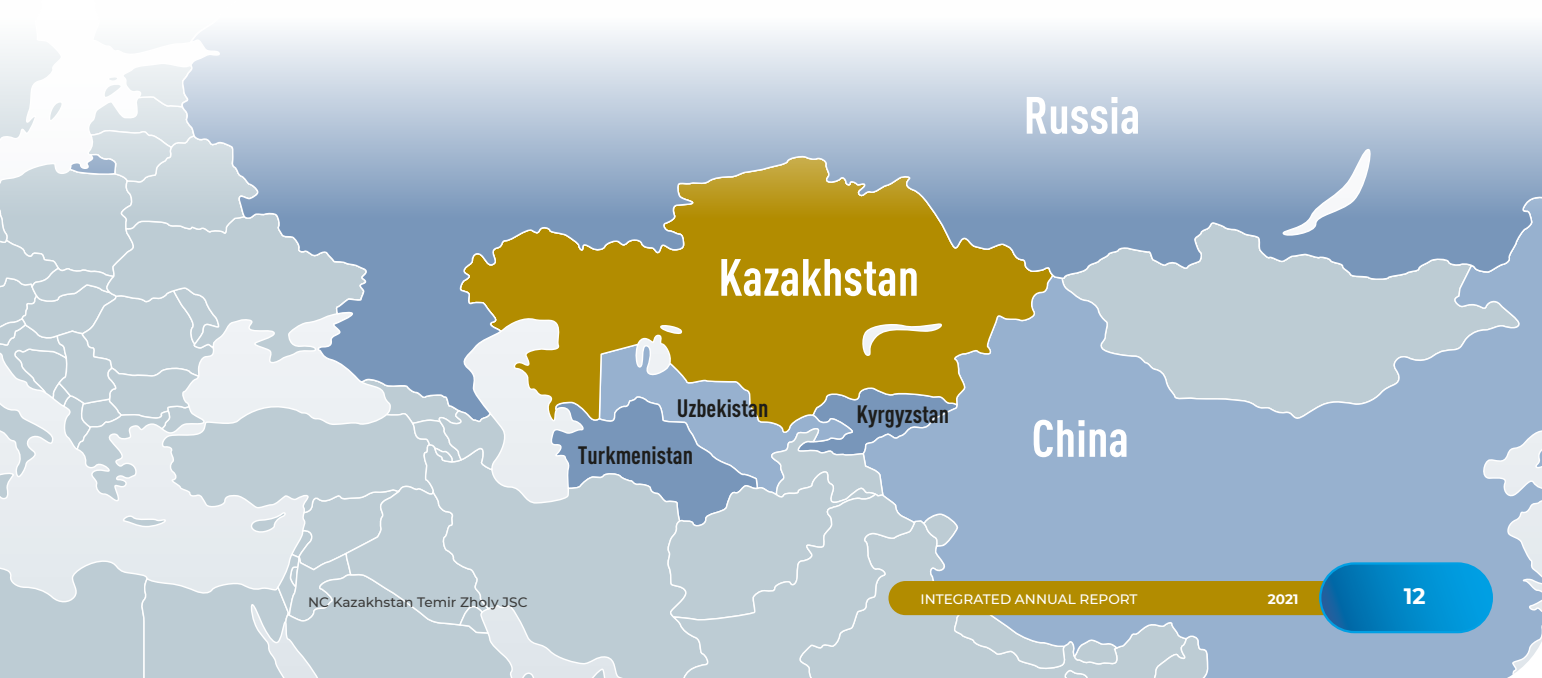 Russia
Kazakhstan
Uzbekistan
Kyrgyzstan
China
Turkmenistan
NC Kazakhstan Temir Zholy JSC
INTEGRATED ANNUAL REPORT 2021 12